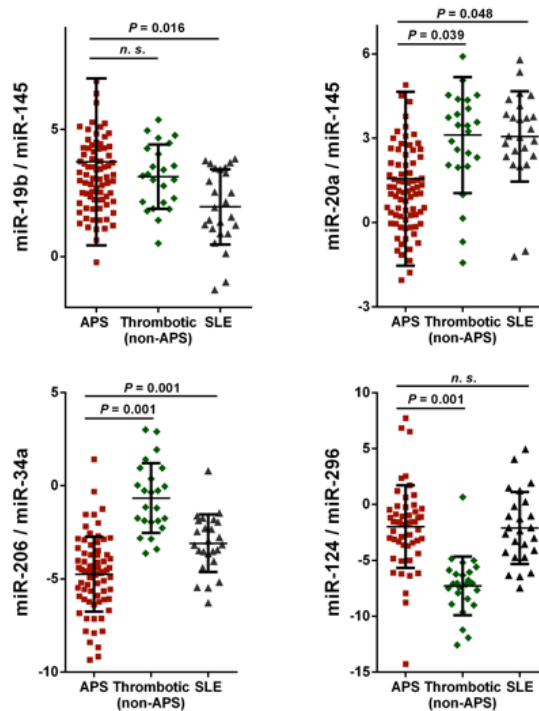 P = 0.016
n. s.
miR-19b / miR-145
5
0
APS
Thrombotic
(non-APS)
SLE
P = 0.048
P = 0.039
miR-20a / miR-145
6
3
0
-3
APS
Thrombotic
(non-APS)
SLE
P = 0.001
P = 0.001
miR-206 / miR-34a
5
0
-5
-10
APS
Thrombotic
(non-APS)
SLE
n. s.
P = 0.001
miR-124 / miR-296
10
5
0
-5
-10
-15
APS
Thrombotic
(non-APS)
SLE